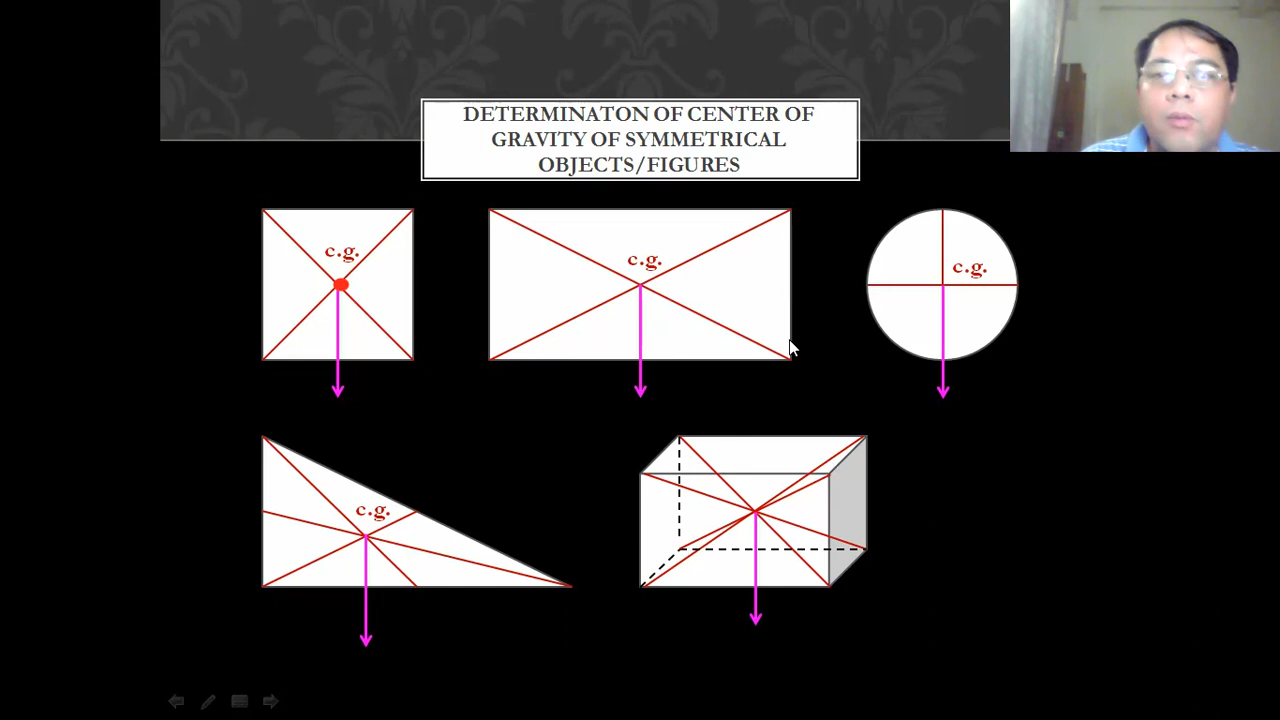 DETERMINATON OF CENTER OF
GRAVITY OF SYMMETRICAL
OBJECTS/FIGURES
c.g.
c.g.
c.g.
c.g.